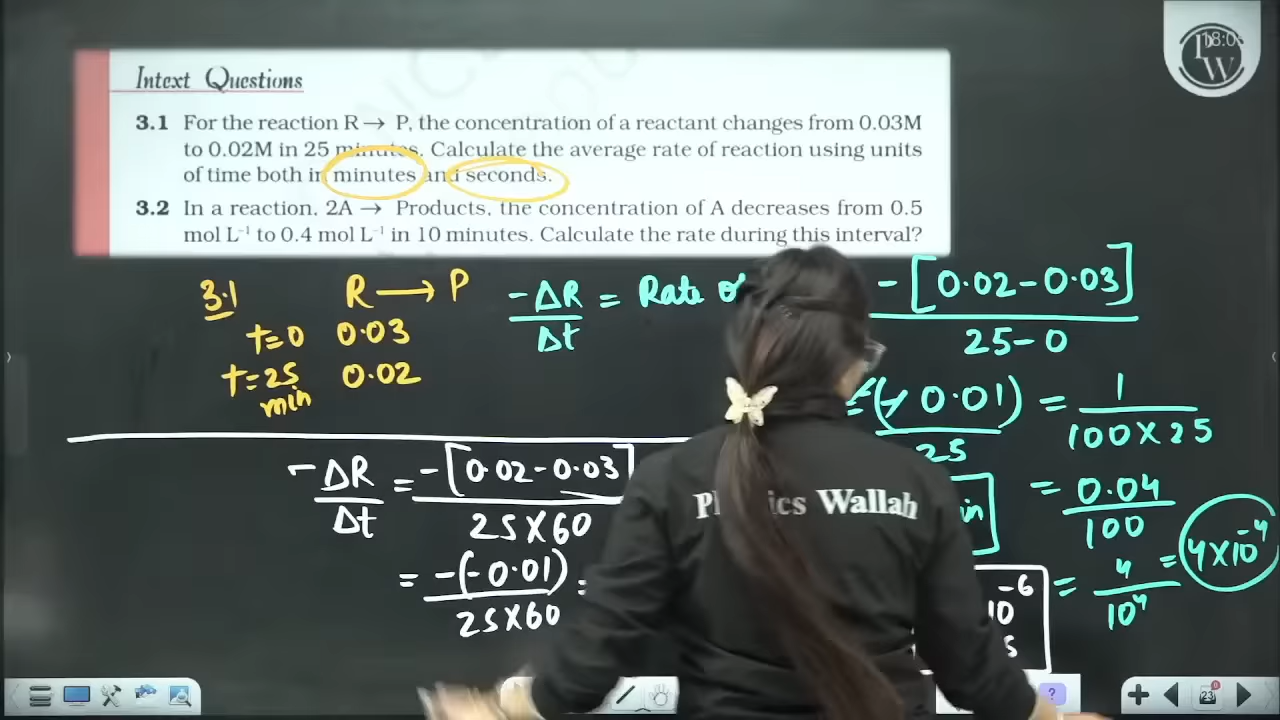 Intext Questions
3.1 For the reaction R → P, the concentration of a reactant changes from 0.03M
to 0.02M in 25 minutes. Calculate the average rate of reaction using units
of time both in minutes and seconds.
3.2 In a reaction, 2A → Products, the concentration of A decreases from 0.5
mol L⁻¹ to 0.4 mol L⁻¹ in 10 minutes. Calculate the rate during this interval?
3.1 R → P
t=0 0.03
t=25 min 0.02
-ΔR/Δt = Rate
-[0.02-0.03]
25-0
(-0.01)/25 = 1/(100×25)
= 0.04/100
= 4/10⁴ = 4×10⁻⁴
-ΔR/Δt = -[0.02-0.03]/(25×60)
= -(-0.01)/(25×60) =
10⁻⁶
s
Wallah
18:0
PW
23